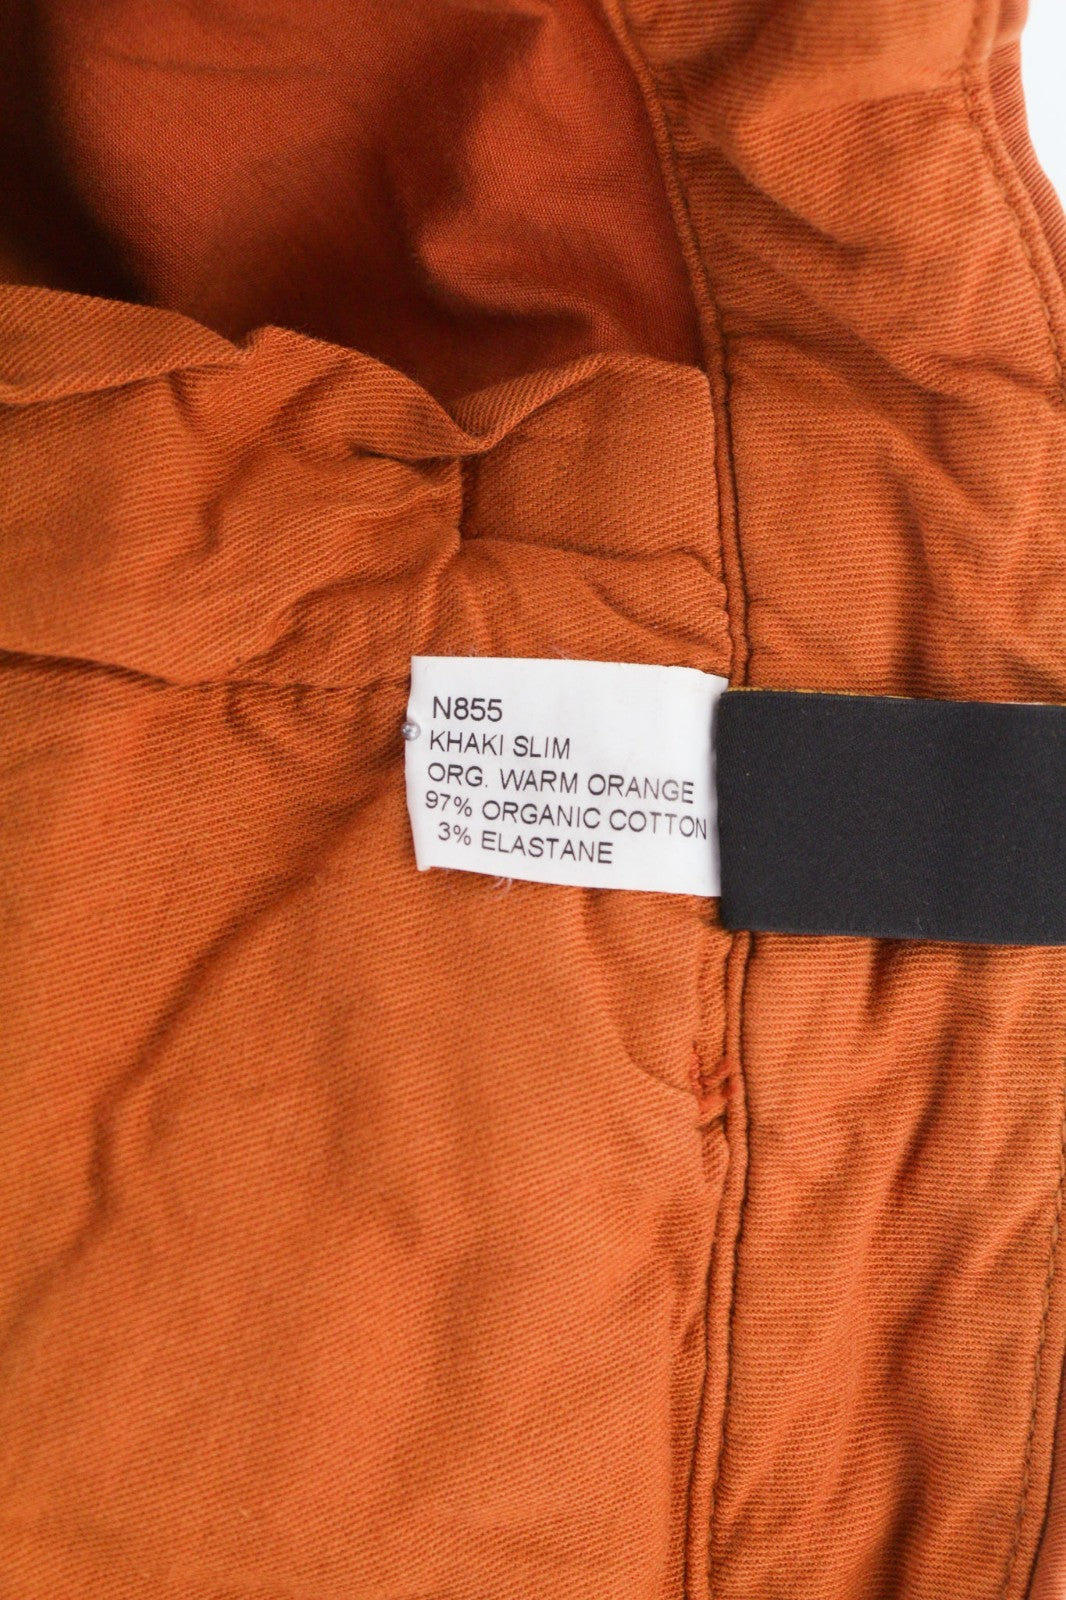 N855
KHAKI SLIM
ORG. WARM ORANGE
97% ORGANIC COTTON
3% ELASTANE